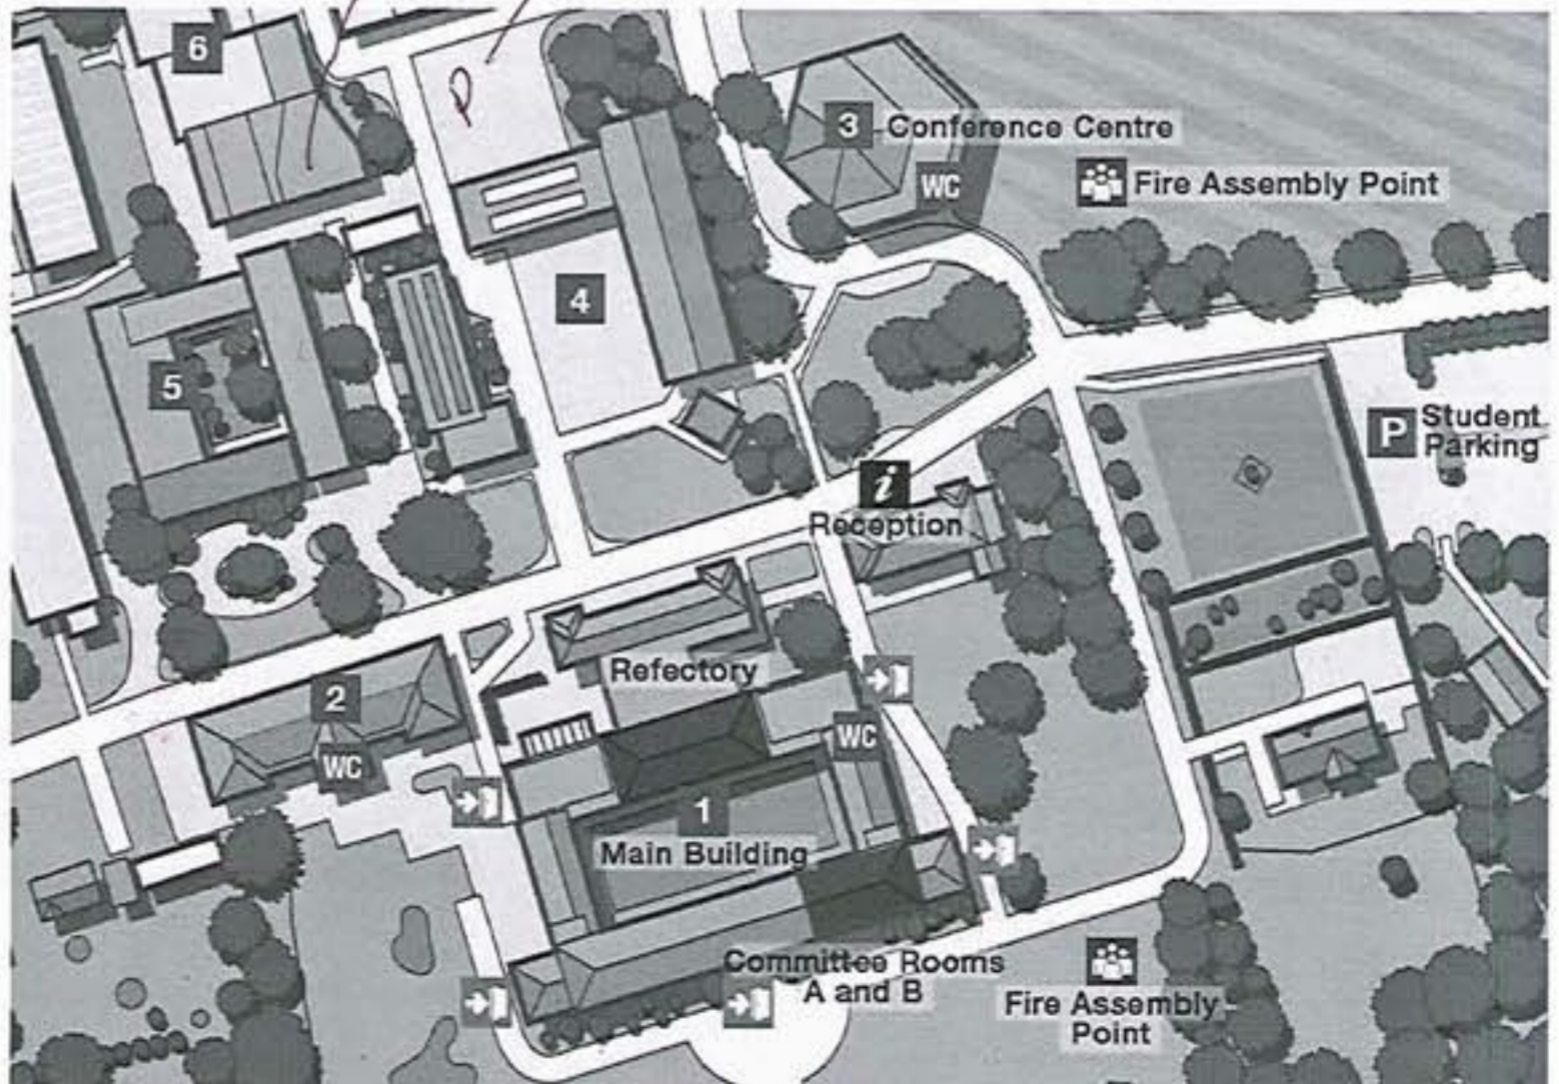 6
P
3 Conference Centre
WC
Fire Assembly Point
4
5
P Student
Parking
i
Reception
Refectory
2
WC
WC
1
Main Building
Committee Rooms
A and B
Fire Assembly
Point